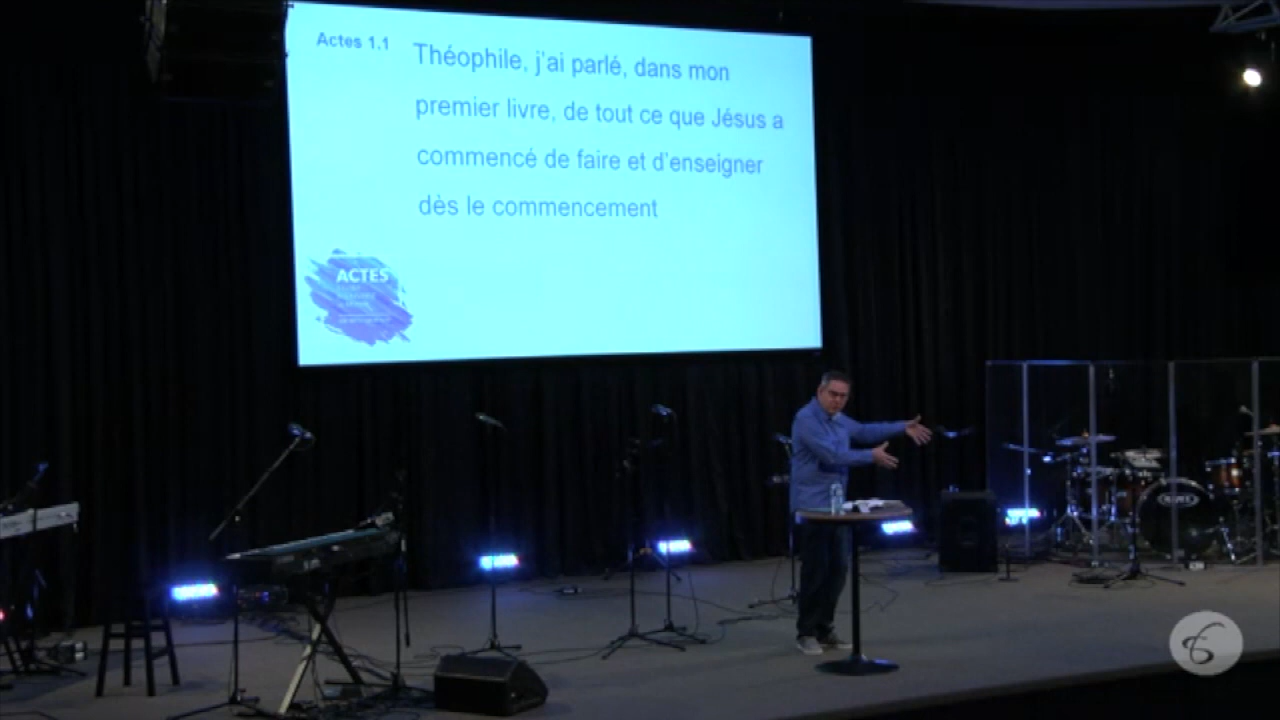 Actes 1.1
Théophile, j'ai parlé, dans mon
premier livre, de tout ce que Jésus a
commencé de faire et d'enseigner
dès le commencement
ACTES